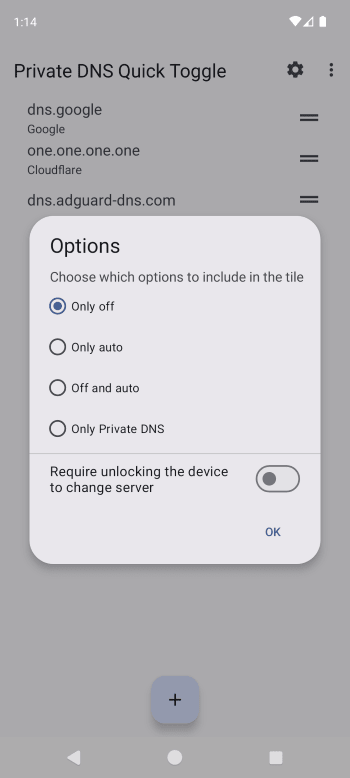 1:14
Private DNS Quick Toggle
dns.google
Google
one.one.one.one
Cloudflare
dns.adguard-dns.com
Options
Choose which options to include in the tile
Only off
Only auto
Off and auto
Only Private DNS
Require unlocking the device
to change server
OK